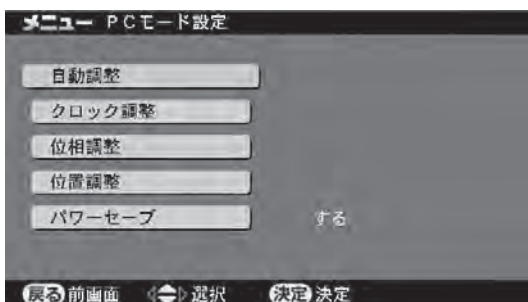 メニュー PCモード設定
自動調整
クロック調整
位相調整
位置調整
パワーセーブ する
戻る 前画面 選択 決定 決定